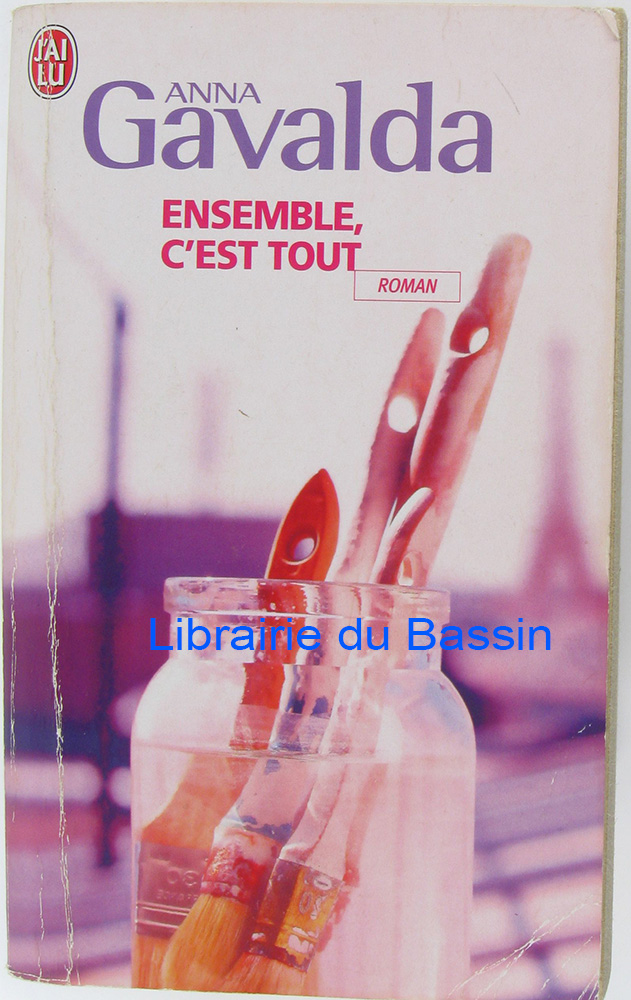 J'AI
LU
ANNA
Gavalda
ENSEMBLE,
C'EST TOUT
ROMAN
Librairie du Bassin